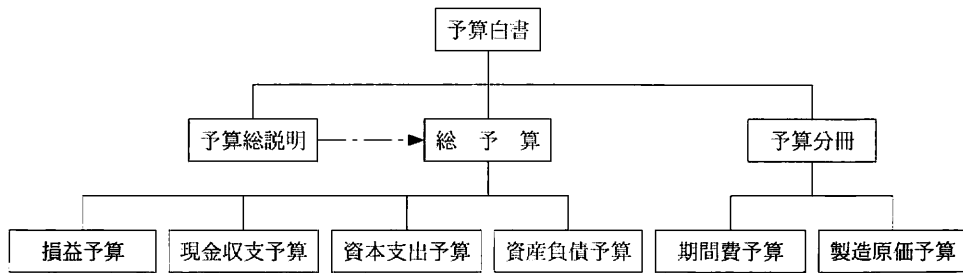 予算白書
予算総説明
総予算
予算分冊
損益予算
現金収支予算
資本支出予算
資産負債予算
期間費予算
製造原価予算